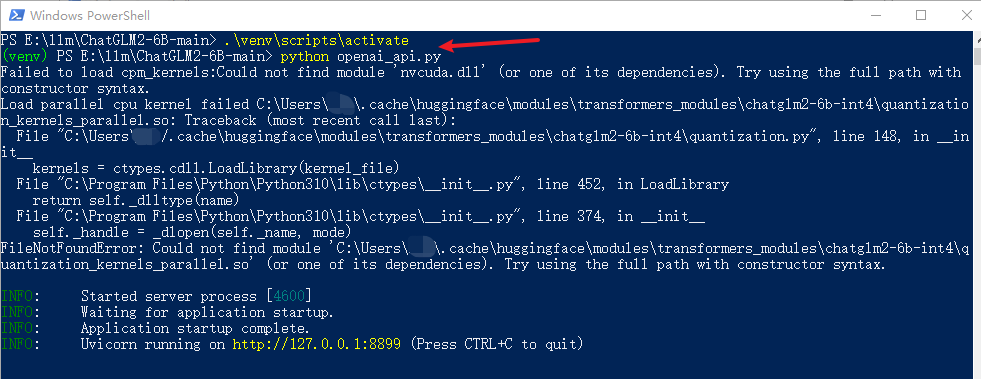 Windows PowerShell
PS E:\llm\ChatGLM2-6B-main> .\venv\scripts\activate
(venv) PS E:\llm\ChatGLM2-6B-main> python openai_api.py
Failed to load cpm_kernels:Could not find module 'nvcuda.dll' (or one of its dependencies). Try using the full path with
constructor syntax.
Load parallel cpu kernel failed C:\Users\ \.cache\huggingface\modules\transformers_modules\chatglm2-6b-int4\quantizatio
n_kernels_parallel.so: Traceback (most recent call last):
  File "C:\Users\ /.cache\huggingface\modules\transformers_modules\chatglm2-6b-int4\quantization.py", line 148, in __in
it__
    kernels = ctypes.cdll.LoadLibrary(kernel_file)
  File "C:\Program Files\Python\Python310\lib\ctypes\__init__.py", line 452, in LoadLibrary
    return self._dlltype(name)
  File "C:\Program Files\Python\Python310\lib\ctypes\__init__.py", line 374, in __init__
    self._handle = _dlopen(self._name, mode)
FileNotFoundError: Could not find module 'C:\Users\ \.cache\huggingface\modules\transformers_modules\chatglm2-6b-int4\q
uantization_kernels_parallel.so' (or one of its dependencies). Try using the full path with constructor syntax.
INFO:     Started server process [4600]
INFO:     Waiting for application startup.
INFO:     Application startup complete.
INFO:     Uvicorn running on http://127.0.0.1:8899 (Press CTRL+C to quit)